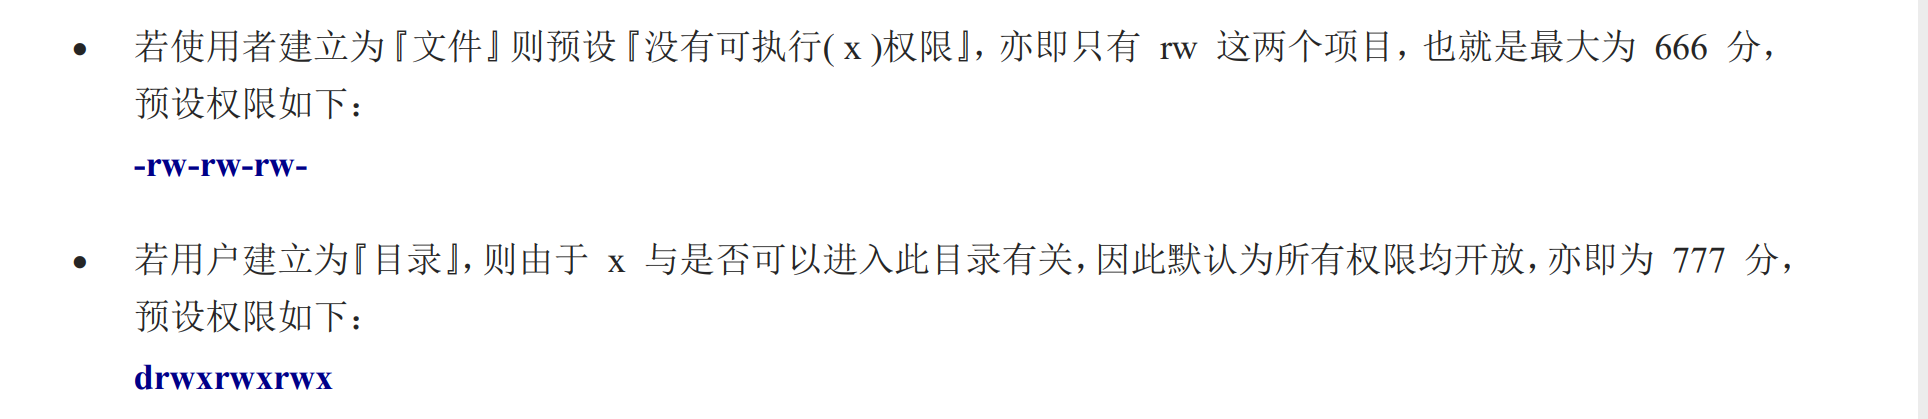 ● 若使用者建立为『文件』则预设『没有可执行( x )权限』，亦即只有 rw 这两个项目，也就是最大为 666 分，
预设权限如下：
-rw-rw-rw-
● 若用户建立为『目录』，则由于 x 与是否可以进入此目录有关，因此默认为所有权限均开放，亦即为 777 分，
预设权限如下：
drwxrwxrwx